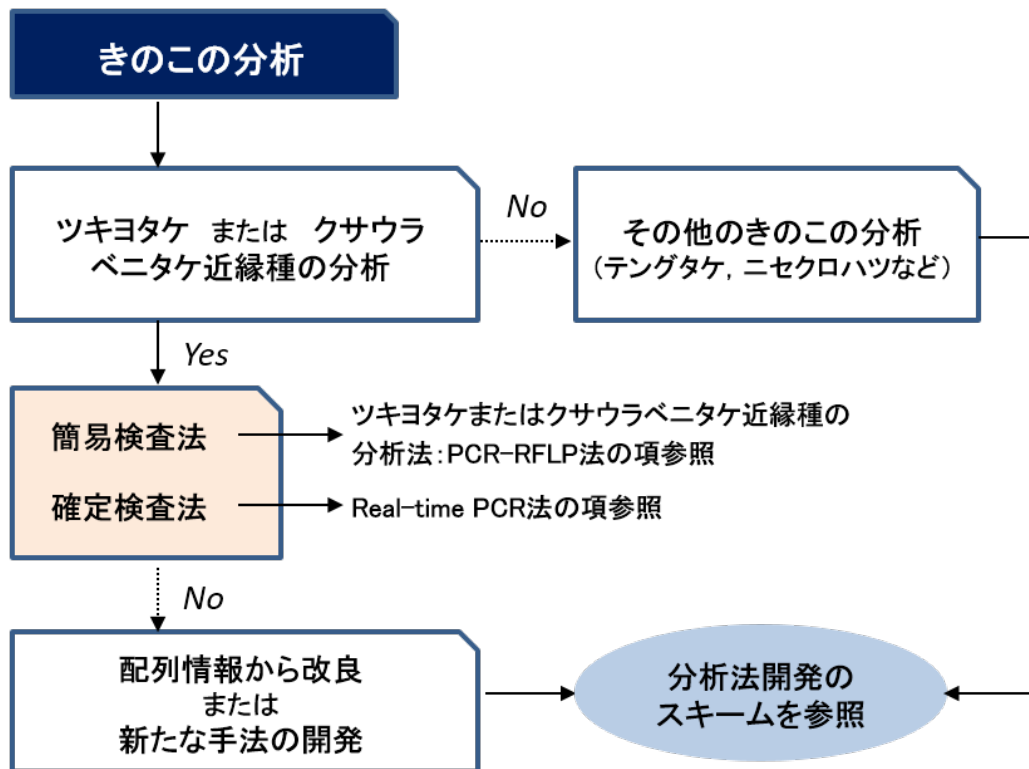 きのこの分析
ツキヨタケ または クサウラ
ベニタケ近縁種の分析
No
その他のきのこの分析
(テングタケ, ニセクロハツなど)
Yes
簡易検査法
ツキヨタケまたはクサウラベニタケ近縁種の
分析法:PCR-RFLP法の項参照
確定検査法
Real-time PCR法の項参照
No
配列情報から改良
または
新たな手法の開発
分析法開発の
スキームを参照